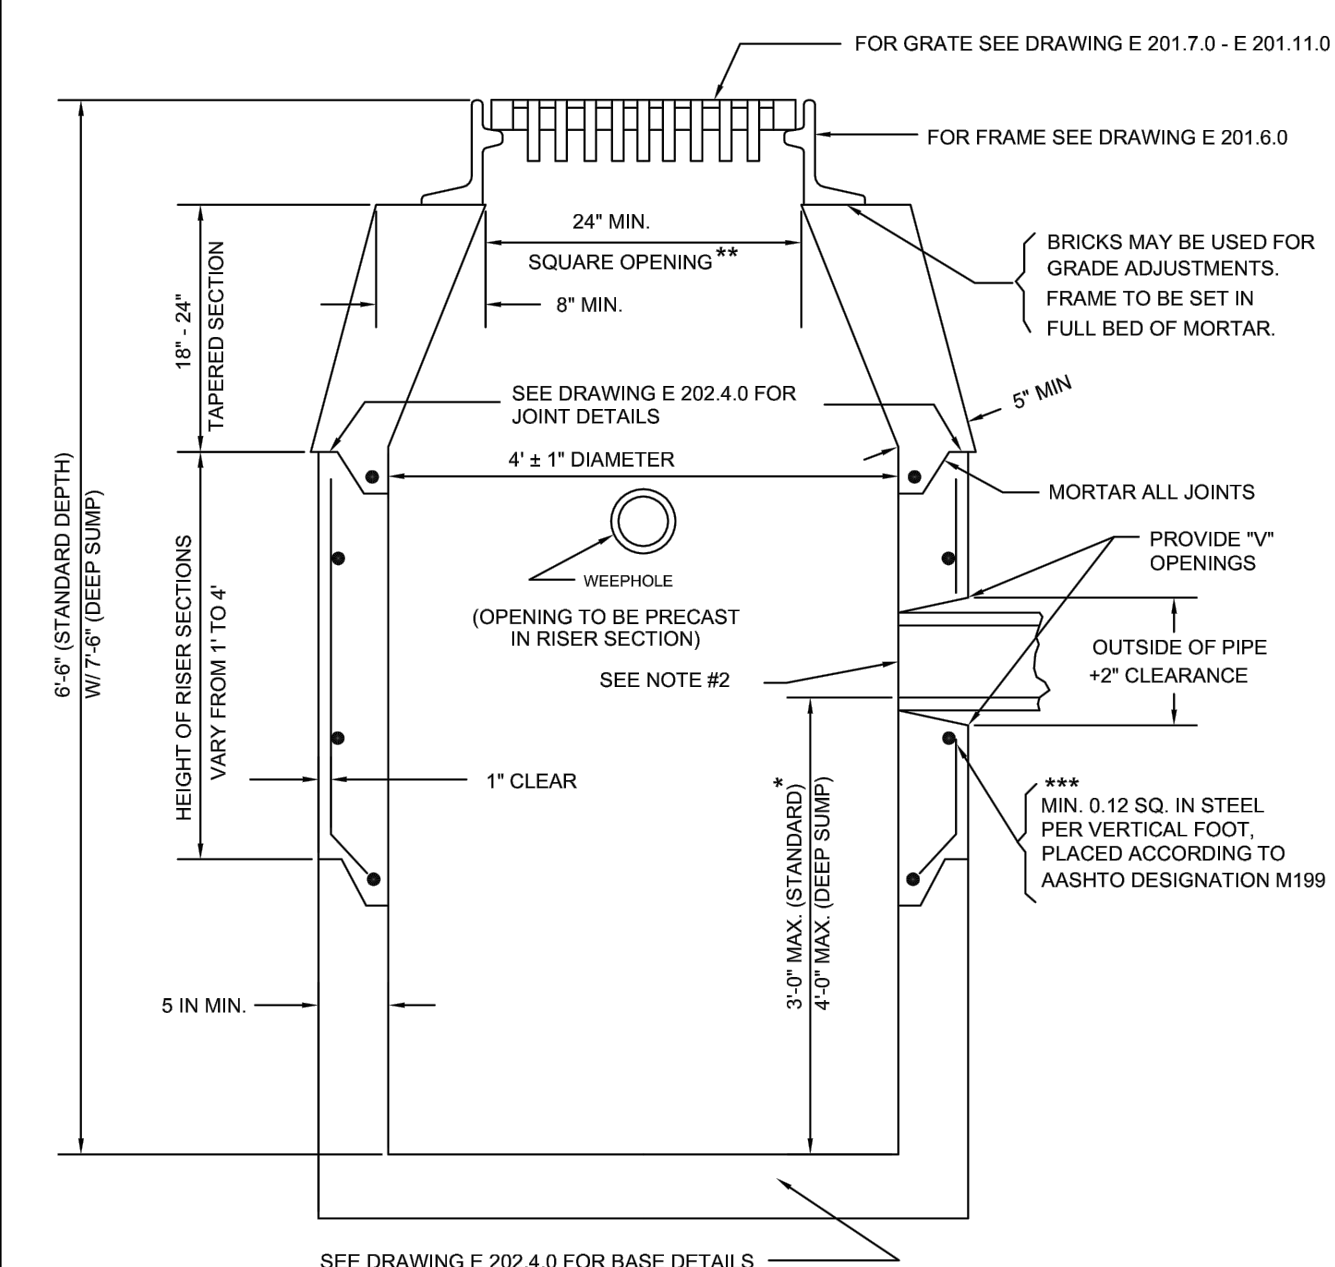 FOR GRATE SEE DRAWING E 201.7.0 - E 201.11.0
FOR FRAME SEE DRAWING E 201.6.0
24" MIN.
SQUARE OPENING**
8" MIN.
BRICKS MAY BE USED FOR
GRADE ADJUSTMENTS.
FRAME TO BE SET IN
FULL BED OF MORTAR.
18" - 24"
TAPERED SECTION
SEE DRAWING E 202.4.0 FOR
JOINT DETAILS
5" MIN
4' ± 1" DIAMETER
MORTAR ALL JOINTS
6'-6" (STANDARD DEPTH)
W/ 7'-6" (DEEP SUMP)
HEIGHT OF RISER SECTIONS
VARY FROM 1' TO 4'
WEEPHOLE
(OPENING TO BE PRECAST
IN RISER SECTION)
PROVIDE "V"
OPENINGS
OUTSIDE OF PIPE
+2" CLEARANCE
SEE NOTE #2
1" CLEAR
*
3'-0" MAX. (STANDARD)
4'-0" MAX. (DEEP SUMP)
***
MIN. 0.12 SQ. IN STEEL
PER VERTICAL FOOT,
PLACED ACCORDING TO
AASHTO DESIGNATION M199
5 IN MIN.
SEE DRAWING E 202.4.0 FOR BASE DETAILS